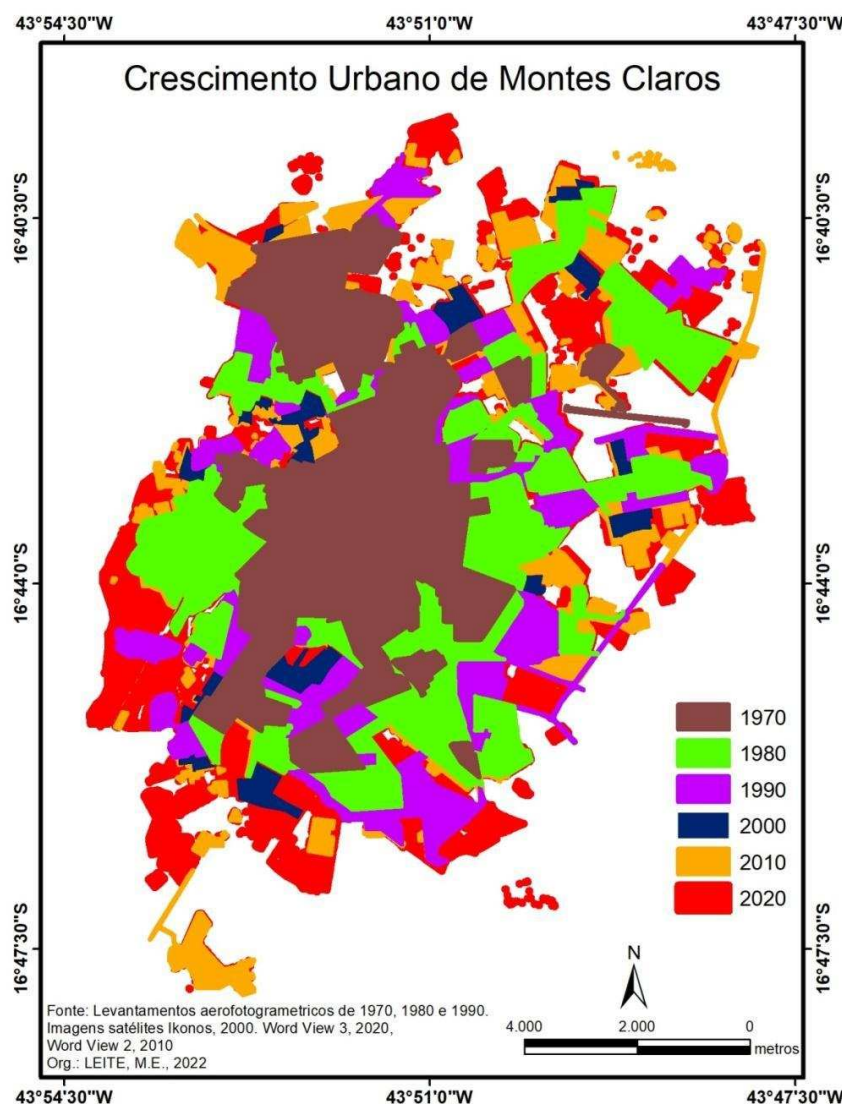 43°54'30"W 43°51'0"W 43°47'30"W
Crescimento Urbano de Montes Claros
16°40'30"S 16°40'30"S
16°44'0"S 16°44'0"S
1970
1980
1990
2000
2010
2020
16°47'30"S 16°47'30"S
N
Fonte: Levantamentos aerofotogrametricos de 1970, 1980 e 1990.
Imagens satélites Ikonos, 2000. Word View 3, 2020,
Word View 2, 2010
Org.: LEITE, M.E., 2022
4.000 2.000 0
metros
43°54'30"W 43°51'0"W 43°47'30"W